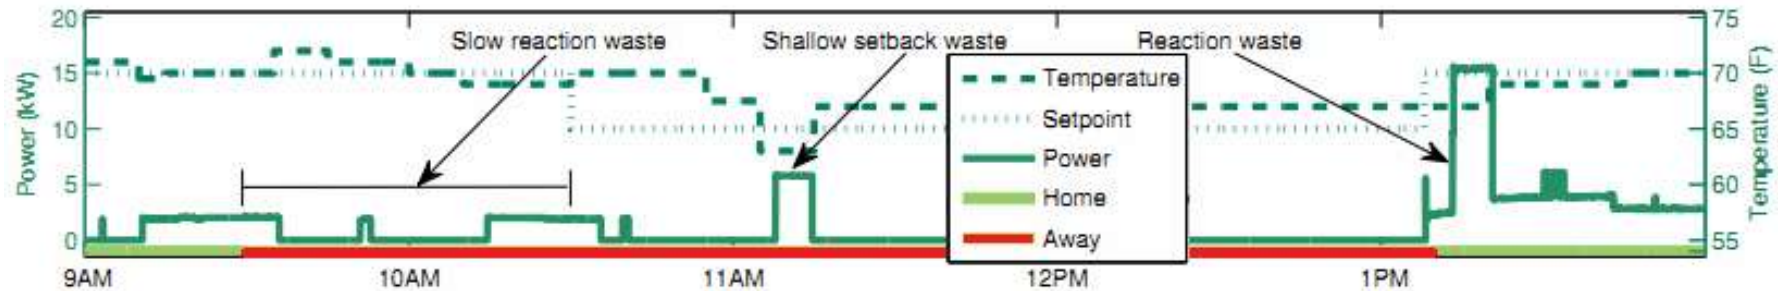 20
15
10
5
0
Power (kW)
Slow reaction waste
Shallow setback waste
Reaction waste
Temperature
Setpoint
Power
Home
Away
75
70
65
60
55
Temperature (F)
9AM
10AM
11AM
12PM
1PM